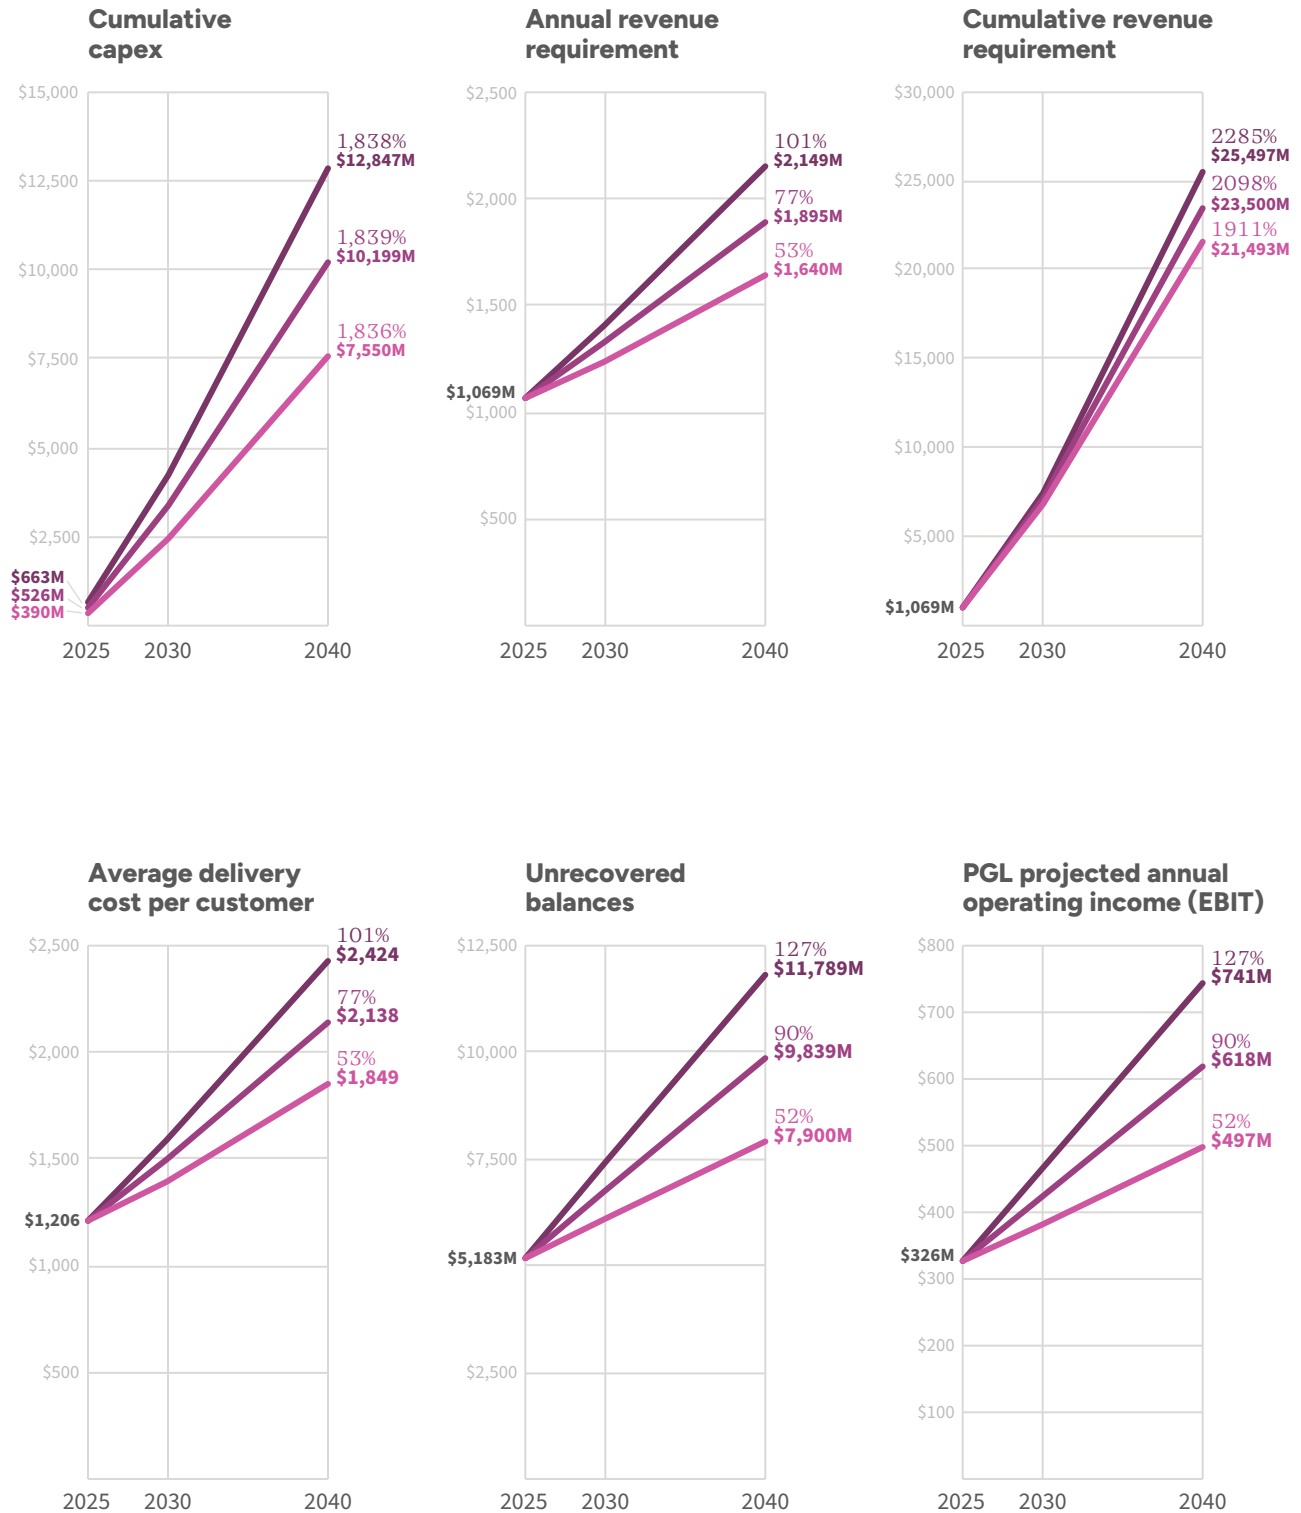 Cumulative
capex
$15,000
$12,500
$10,000
$7,500
$5,000
$2,500
1,838%
$12,847M
1,839%
$10,199M
1,836%
$7,550M
$663M
$526M
$390M
2025 2030 2040
Annual revenue
requirement
$2,500
$2,000
$1,500
$1,069M
$1,000
$500
101%
$2,149M
77%
$1,895M
53%
$1,640M
2025 2030 2040
Cumulative revenue
requirement
$30,000
$25,000
$20,000
$15,000
$10,000
$5,000
$1,069M
2285%
$25,497M
2098%
$23,500M
1911%
$21,493M
2025 2030 2040
Average delivery
cost per customer
$2,500
$2,000
$1,500
$1,206
$1,000
$500
101%
$2,424
77%
$2,138
53%
$1,849
2025 2030 2040
Unrecovered
balances
$12,500
$10,000
$7,500
$5,183M
$2,500
127%
$11,789M
90%
$9,839M
52%
$7,900M
2025 2030 2040
PGL projected annual
operating income (EBIT)
$800
$700
$600
$500
$400
$326M
$300
$200
$100
127%
$741M
90%
$618M
52%
$497M
2025 2030 2040